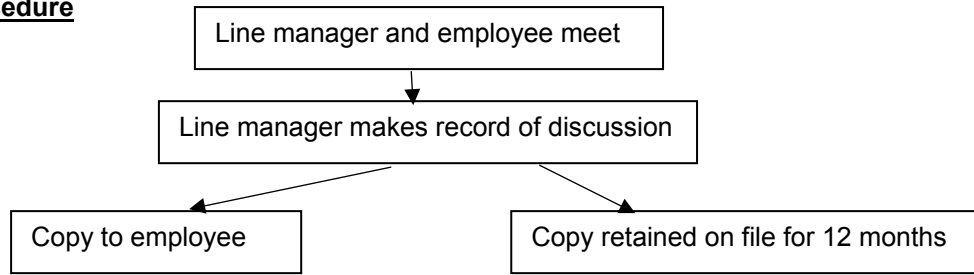 cedure
Line manager and employee meet
Line manager makes record of discussion
Copy to employee
Copy retained on file for 12 months